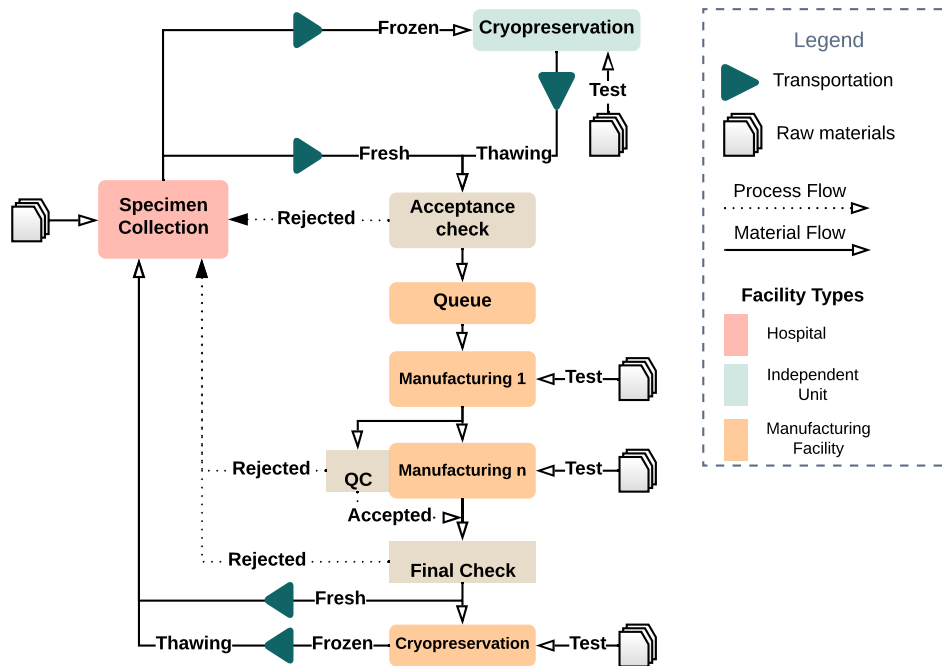 Frozen
Cryopreservation
Test
Fresh
Thawing
Specimen
Collection
Rejected
Acceptance
check
Queue
Manufacturing 1
Test
Rejected
QC
Manufacturing n
Test
Accepted
Rejected
Final Check
Fresh
Thawing
Frozen
Cryopreservation
Test
Legend
Transportation
Raw materials
Process Flow
Material Flow
Facility Types
Hospital
Independent
Unit
Manufacturing
Facility